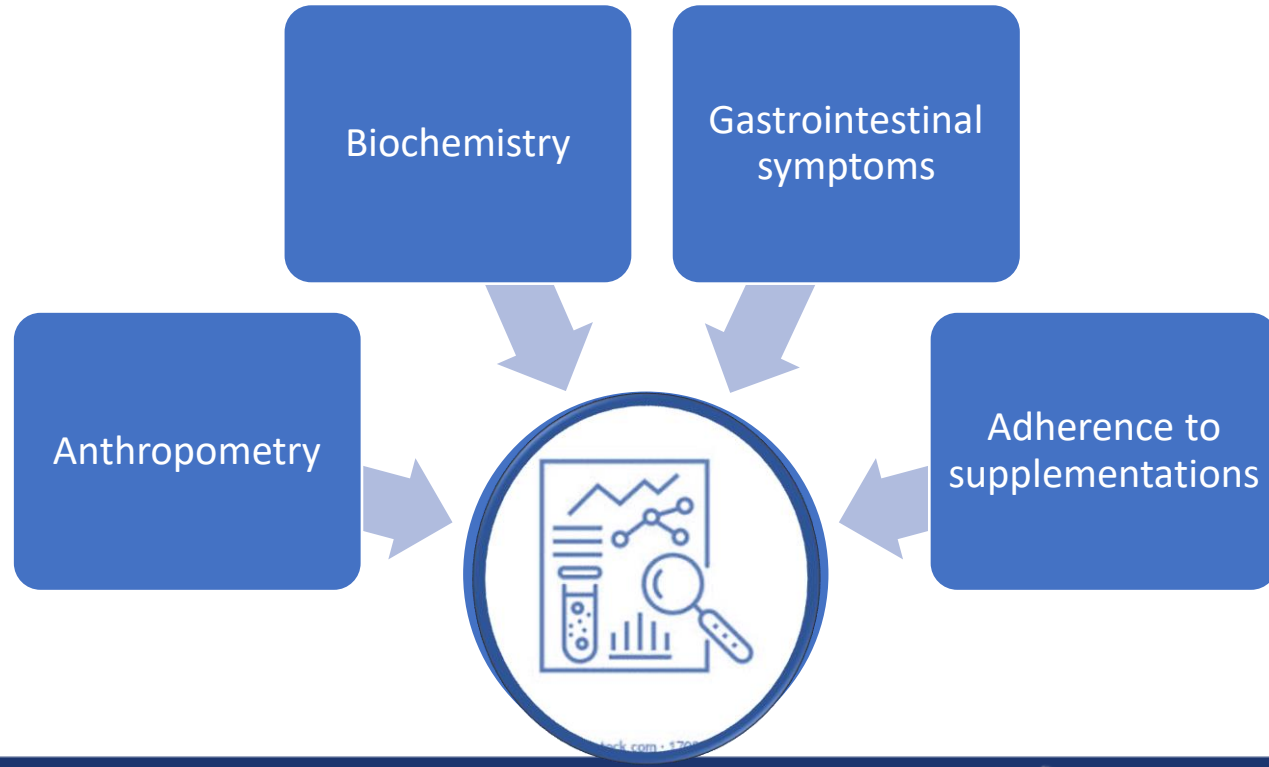 Biochemistry
Gastrointestinal
symptoms
Anthropometry
Adherence to
supplementations